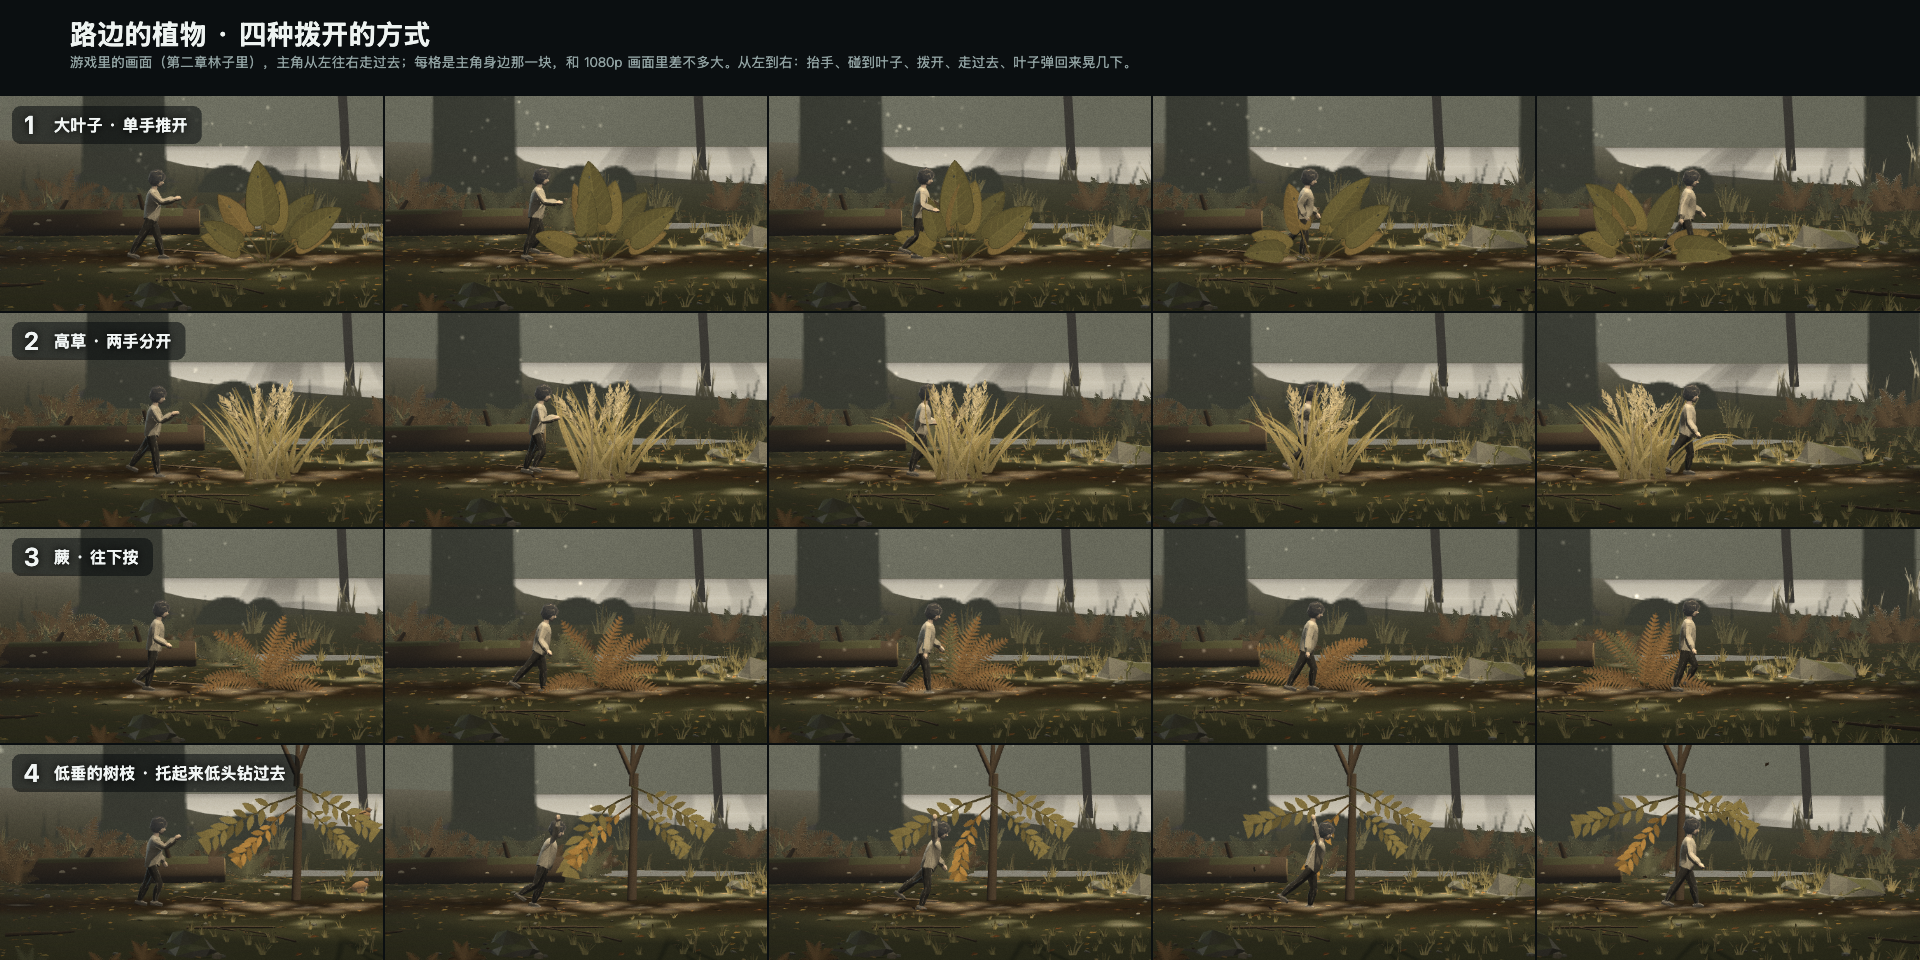 路边的植物 · 四种拨开的方式
游戏里的画面（第二章林子里），主角从左往右走过去；每格是主角身边那一块，和 1080p 画面里差不多大。从左到右：抬手、碰到叶子、拨开、走过去、叶子弹回来晃几下。
1 大叶子 · 单手推开
2 高草 · 两手分开
3 蕨 · 往下按
4 低垂的树枝 · 托起来低头钻过去